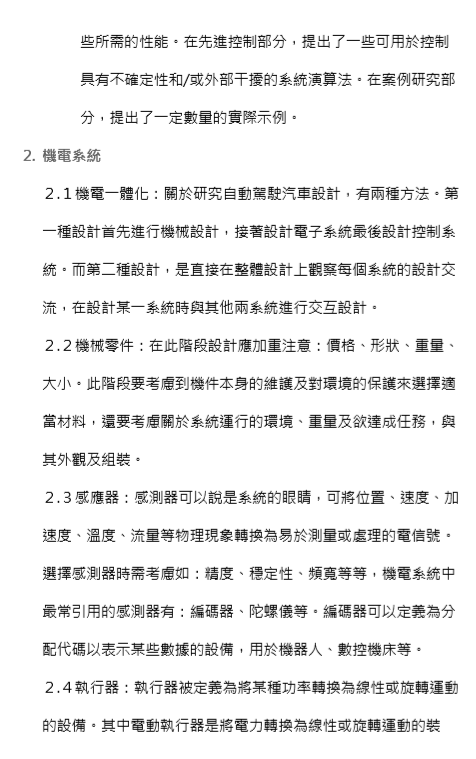 些所需的性能。在先進控制部分，提出了一些可用於控制
具有不確定性和/或外部干擾的系統演算法。在案例研究部
分，提出了一定數量的實際示例。
2. 機電系統
2.1機電一體化：關於研究自動駕駛汽車設計，有兩種方法。第
一種設計首先進行機械設計，接著設計電子系統最後設計控制系
統。而第二種設計，是直接在整體設計上觀察每個系統的設計交
流，在設計某一系統時與其他兩系統進行交互設計。
2.2機械零件：在此階段設計應加重注意：價格、形狀、重量、
大小。此階段要考慮到機件本身的維護及對環境的保護來選擇適
當材料，還要考慮關於系統運行的環境、重量及欲達成任務，與
其外觀及組裝。
2.3感應器：感測器可以說是系統的眼睛，可將位置、速度、加
速度、溫度、流量等物理現象轉換為易於測量或處理的電信號。
選擇感測器時需考慮如：精度、穩定性、頻寬等等，機電系統中
最常引用的感測器有：編碼器、陀螺儀等。編碼器可以定義為分
配代碼以表示某些數據的設備，用於機器人、數控機床等。
2.4執行器：執行器被定義為將某種功率轉換為線性或旋轉運動
的設備。其中電動執行器是將電力轉換為線性或旋轉運動的裝